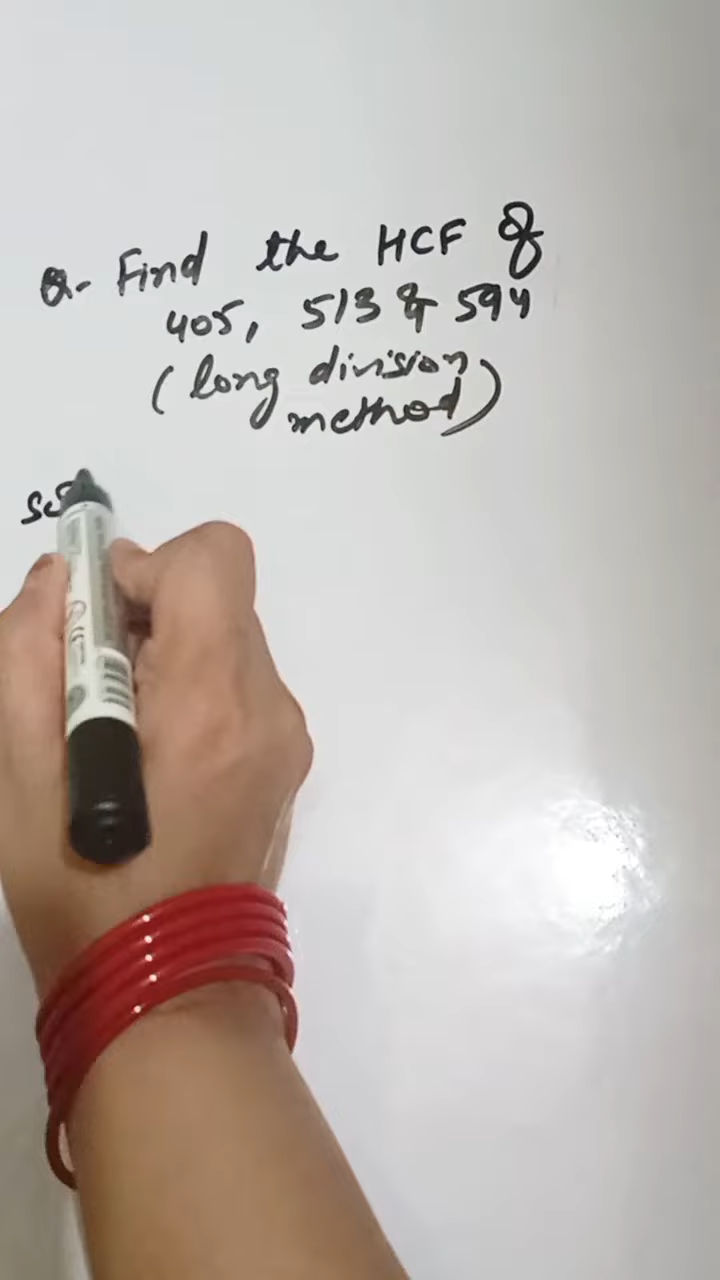 Q- Find the HCF of
405, 513 & 594
(long division
method)